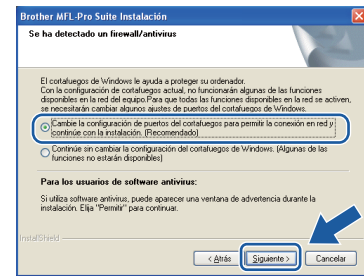 Brother MFL-Pro Suite Instalación
Se ha detectado un firewall/antivirus
El cortafuegos de Windows le ayuda a proteger su ordenador.
Con la configuración de cortafuegos actual, no funcionarán algunas de las funciones
disponibles en la red del equipo.Para que todas las funciones disponibles en la red se activen,
se necesitarán cambiar algunos ajustes de puertos del cortafuegos de Windows.
Cambie la configuración de puertos del cortafuegos para permitir la conexión en red y
continúe con la instalación. (Recomendado)
Continúe sin cambiar la configuración del cortafuegos de Windows. (Algunas de las
funciones no estarán disponibles)
Para los usuarios de software antivirus:
Si utiliza software antivirus, puede aparecer una ventana de advertencia durante la
instalación. Elija "Permitir" para continuar.
InstallShield
< Atrás
Siguiente >
Cancelar